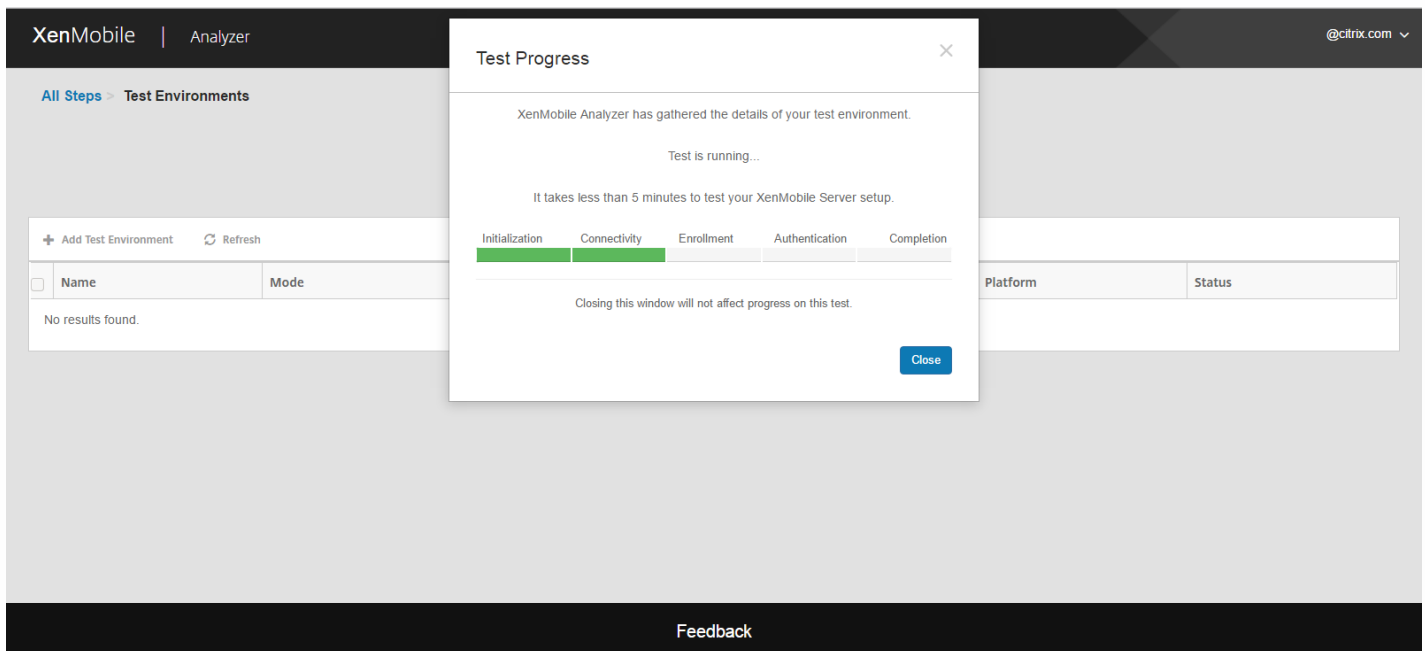 XenMobile | Analyzer
@citrix.com
All Steps > Test Environments
Test Progress
XenMobile Analyzer has gathered the details of your test environment.
Test is running...
It takes less than 5 minutes to test your XenMobile Server setup.
Initialization Connectivity Enrollment Authentication Completion
Closing this window will not affect progress on this test.
Close
Add Test Environment Refresh
Name Mode Platform Status
No results found.
Feedback